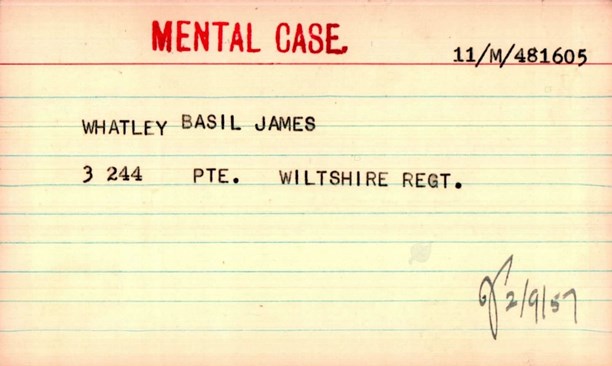 MENTAL CASE.
11/M/481605
WHATLEY BASIL JAMES
3 244 PTE. WILTSHIRE REGT.
2/9/57